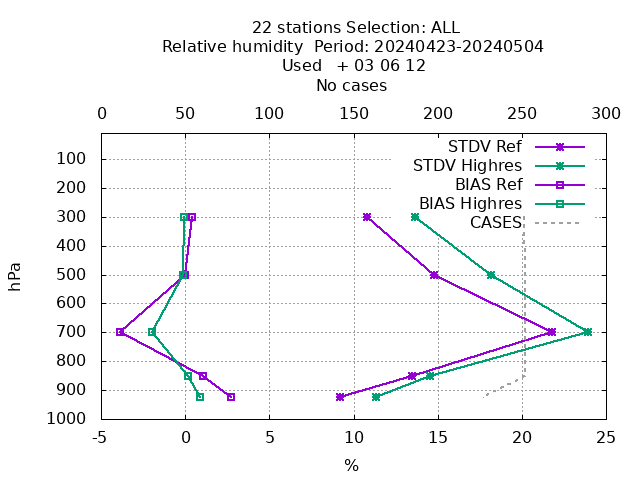 22 stations Selection: ALL
Relative humidity  Period: 20240423-20240504
Used   + 03 06 12
No cases
0 50 100 150 200 250 300
STDV Ref
STDV Highres
BIAS Ref
BIAS Highres
CASES
100
200
300
400
500
600
700
800
900
1000
hPa
-5 0 5 10 15 20 25
%